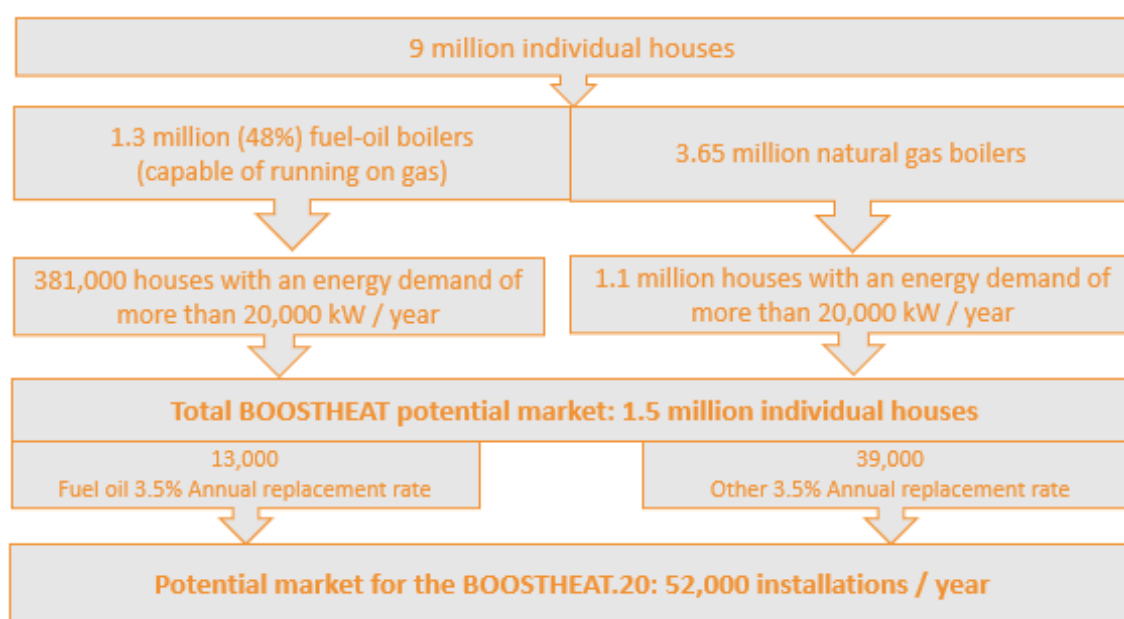 9 million individual houses
1.3 million (48%) fuel-oil boilers
(capable of running on gas)
3.65 million natural gas boilers
381,000 houses with an energy demand of
more than 20,000 kW / year
1.1 million houses with an energy demand of
more than 20,000 kW / year
Total BOOSTHEAT potential market: 1.5 million individual houses
13,000
Fuel oil 3.5% Annual replacement rate
39,000
Other 3.5% Annual replacement rate
Potential market for the BOOSTHEAT.20: 52,000 installations / year